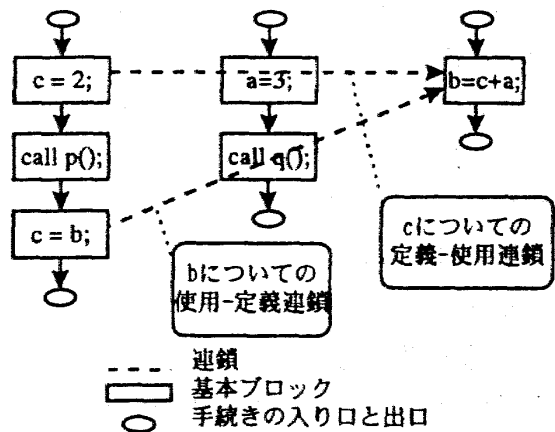 c = 2;
call p();
c = b;
a=3;
call q();
b=c+a;
bについての
使用-定義連鎖
cについての
定義-使用連鎖
連鎖
基本ブロック
手続きの入り口と出口